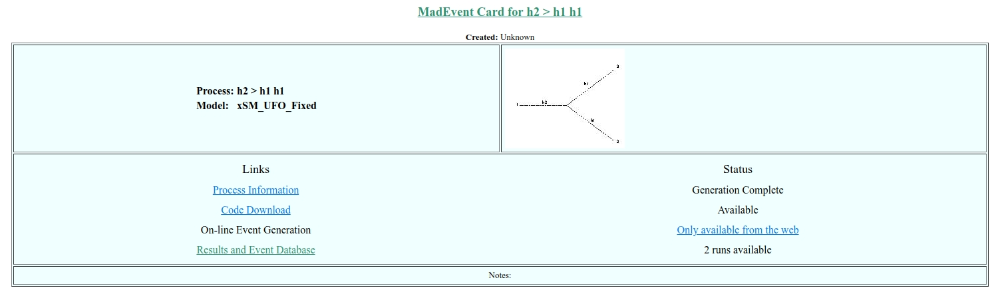 MadEvent Card for h2 > h1 h1
Created: Unknown
Process: h2 > h1 h1
Model: xSM_UFO_Fixed
3
h1
1
h2
h1
2
Links
Status
Process Information
Generation Complete
Code Download
Available
On-line Event Generation
Only available from the web
Results and Event Database
2 runs available
Notes: